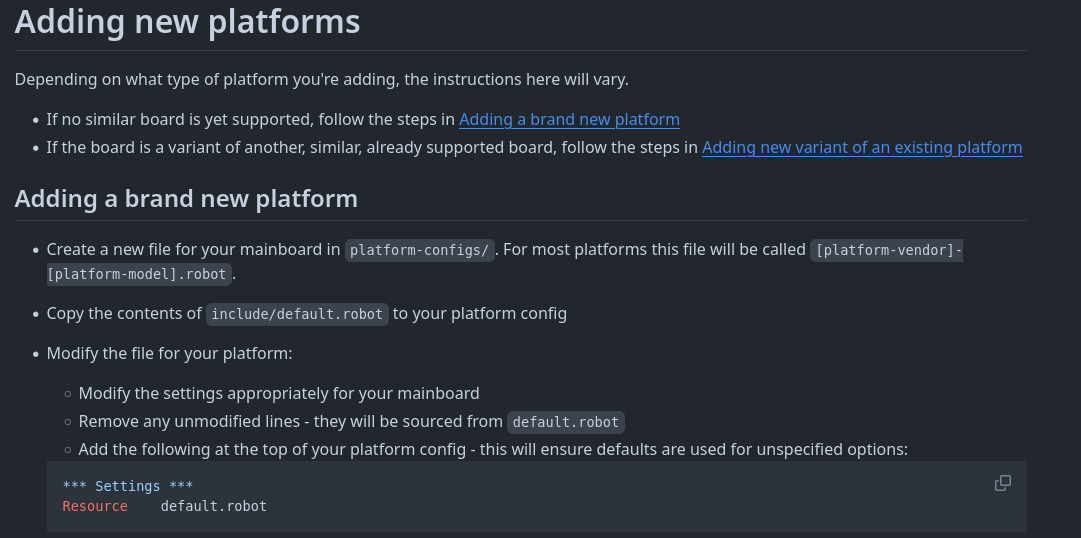 Adding new platforms
Depending on what type of platform you're adding, the instructions here will vary.
• If no similar board is yet supported, follow the steps in Adding a brand new platform
• If the board is a variant of another, similar, already supported board, follow the steps in Adding new variant of an existing platform
Adding a brand new platform
• Create a new file for your mainboard in platform-configs/. For most platforms this file will be called [platform-vendor]-
[platform-model].robot.
• Copy the contents of include/default.robot to your platform config
• Modify the file for your platform:
○ Modify the settings appropriately for your mainboard
○ Remove any unmodified lines - they will be sourced from default.robot
○ Add the following at the top of your platform config - this will ensure defaults are used for unspecified options:
*** Settings ***
Resource    default.robot